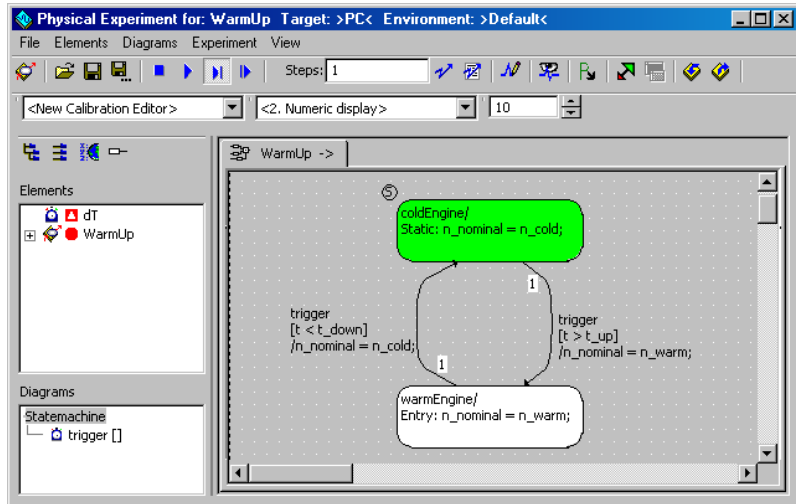 Physical Experiment for: WarmUp  Target: >PC<  Environment: >Default<
File Elements Diagrams Experiment View
Steps: 1
<New Calibration Editor>
<2. Numeric display>
10
WarmUp ->
Elements
dT
WarmUp
S
coldEngine/
Static: n_nominal = n_cold;
1
trigger
[t < t_down]
/n_nominal = n_cold;
trigger
[t > t_up]
/n_nominal = n_warm;
1
warmEngine/
Entry: n_nominal = n_warm;
Diagrams
Statemachine
trigger []